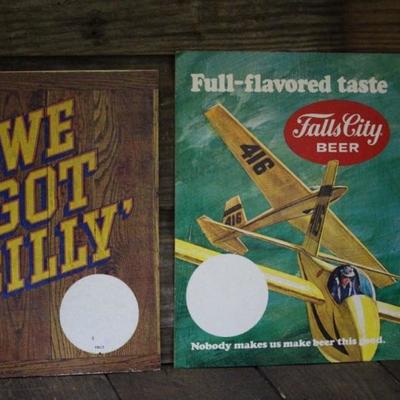 WE
GOT
BILLY'
Full-flavored taste
Falls City
BEER
416
416
Nobody makes us make beer this good.